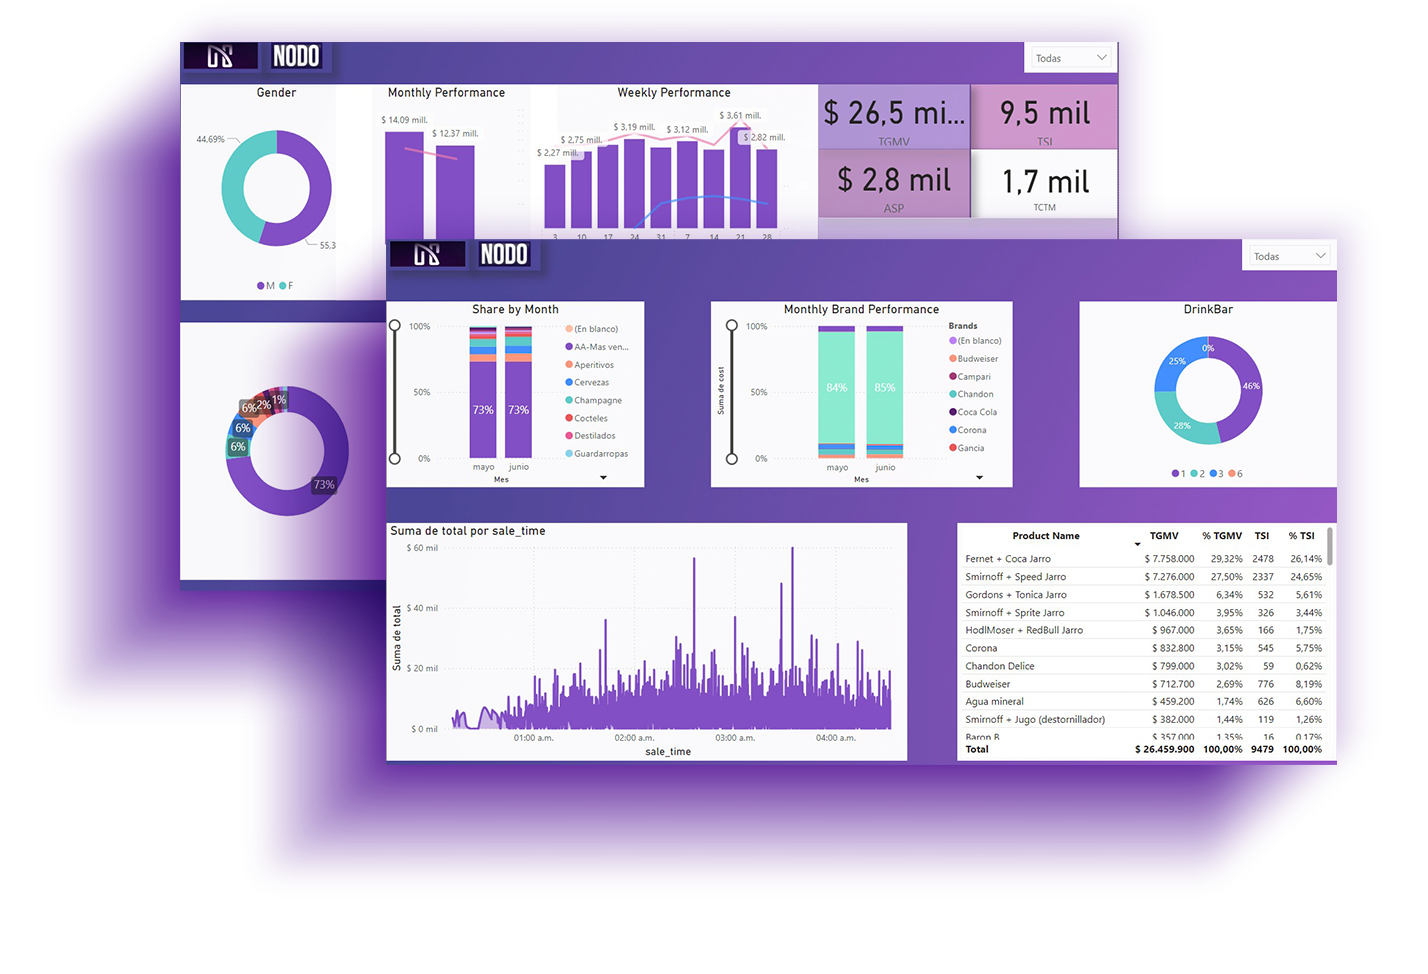 NODO
Todas
Gender
44.69%
55,3
M F
Monthly Performance
$ 14,09 mill.
$ 12,37 mill.
Weekly Performance
$ 2,27 mill.
$ 2,75 mill.
$ 3,19 mill.
$ 3,12 mill.
$ 3,61 mill.
$ 2,82 mill.
3 10 17 24 31 7 14 21 28
$ 26,5 mi...
TGMV
9,5 mil
TSI
$ 2,8 mil
ASP
1,7 mil
TCTM
6%
2%
1%
6%
6%
73%
NODO
Todas
Share by Month
100%
50%
0%
73% 73%
mayo junio
Mes
(En blanco)
AA-Mas ven...
Aperitivos
Cervezas
Champagne
Cocteles
Destilados
Guardarropas
Monthly Brand Performance
Suma de cost
100%
50%
0%
84% 85%
mayo junio
Mes
Brands
(En blanco)
Budweiser
Campari
Chandon
Coca Cola
Corona
Gancia
DrinkBar
0%
25%
46%
28%
1 2 3 6
Suma de total por sale_time
Suma de total
$ 60 mil
$ 40 mil
$ 20 mil
$ 0 mil
01:00 a.m. 02:00 a.m. 03:00 a.m. 04:00 a.m.
sale_time
Product Name TGMV % TGMV TSI % TSI
Fernet + Coca Jarro $ 7.758.000 29,32% 2478 26,14%
Smirnoff + Speed Jarro $ 7.276.000 27,50% 2337 24,65%
Gordons + Tonica Jarro $ 1.678.500 6,34% 532 5,61%
Smirnoff + Sprite Jarro $ 1.046.000 3,95% 326 3,44%
HodlMoser + RedBull Jarro $ 967.000 3,65% 166 1,75%
Corona $ 832.800 3,15% 545 5,75%
Chandon Delice $ 799.000 3,02% 59 0,62%
Budweiser $ 712.700 2,69% 776 8,19%
Agua mineral $ 459.200 1,74% 626 6,60%
Smirnoff + Jugo (destornillador) $ 382.000 1,44% 119 1,26%
Baron B $ 357.000 1,35% 16 0,17%
Total $ 26.459.900 100,00% 9479 100,00%